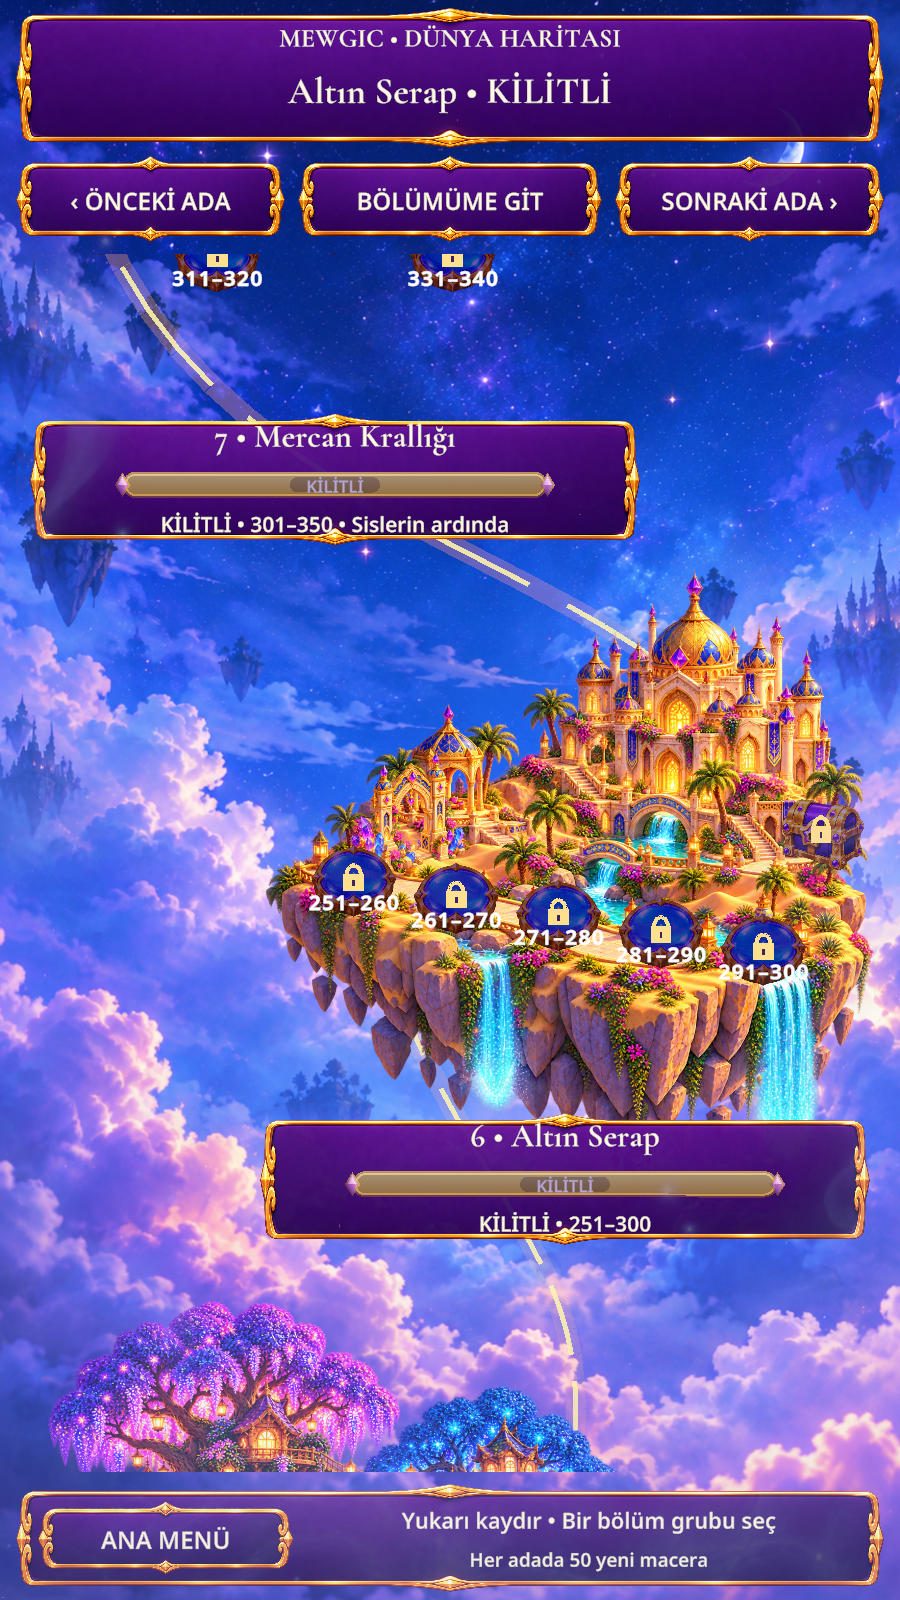 MEWGIC • DÜNYA HARİTASI
Altın Serap • KİLİTLİ
‹ ÖNCEKİ ADA
BÖLÜMÜME GİT
SONRAKİ ADA ›
311–320
331–340
7 • Mercan Krallığı
KİLİTLİ
KİLİTLİ • 301–350 • Sislerin ardında
251–260
261–270
271–280
281–290
291–300
6 • Altın Serap
KİLİTLİ
KİLİTLİ • 251–300
ANA MENÜ
Yukarı kaydır • Bir bölüm grubu seç
Her adada 50 yeni macera